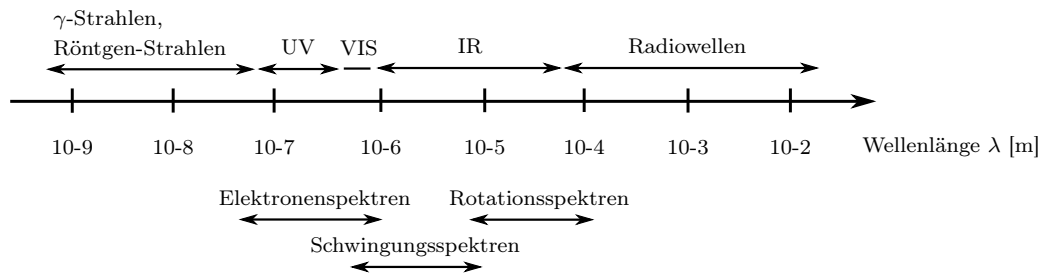 γ-Strahlen,
Röntgen-Strahlen UV VIS IR Radiowellen
10-9 10-8 10-7 10-6 10-5 10-4 10-3 10-2 Wellenlänge λ [m]
Elektronenspektren Rotationsspektren
Schwingungsspektren